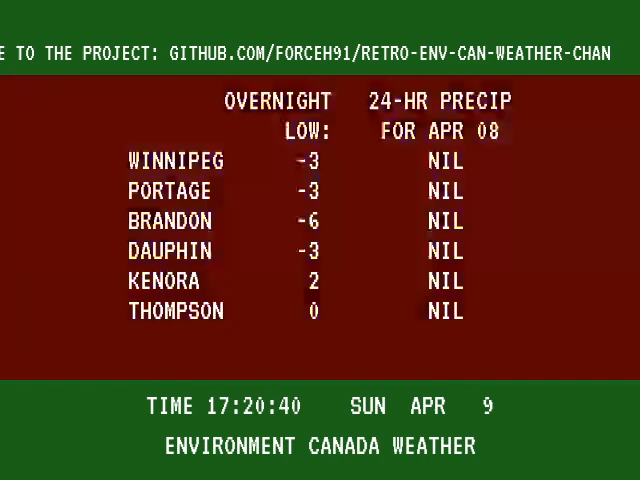 E TO THE PROJECT: GITHUB.COM/FORCEH91/RETRO-ENV-CAN-WEATHER-CHAN
OVERNIGHT 24-HR PRECIP
LOW: FOR APR 08
WINNIPEG -3 NIL
PORTAGE -3 NIL
BRANDON -6 NIL
DAUPHIN -3 NIL
KENORA 2 NIL
THOMPSON 0 NIL
TIME 17:20:40 SUN APR 9
ENVIRONMENT CANADA WEATHER